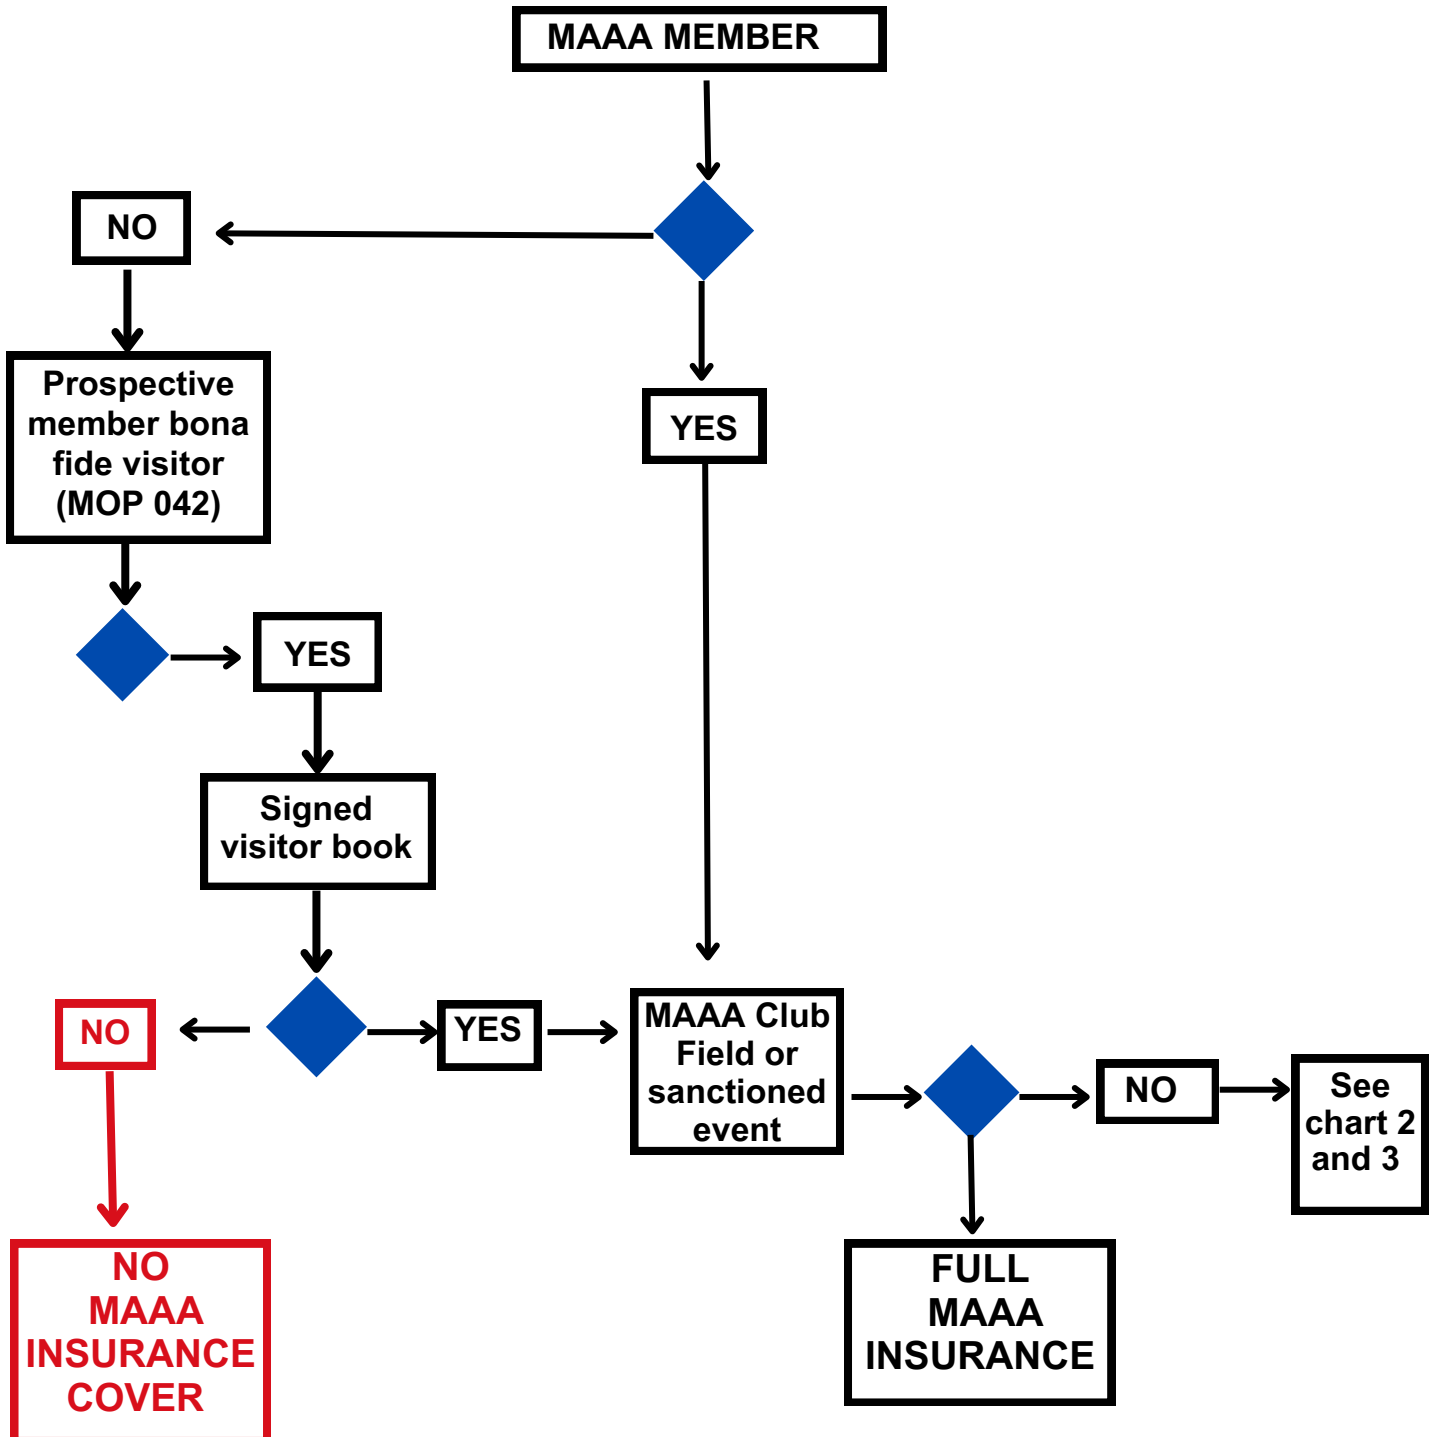 MAAA MEMBER
NO
YES
Prospective
member bona
fide visitor
(MOP 042)
YES
Signed
visitor book
NO
YES
MAAA Club
Field or
sanctioned
event
NO
See
chart 2
and 3
NO
MAAA
INSURANCE
COVER
FULL
MAAA
INSURANCE